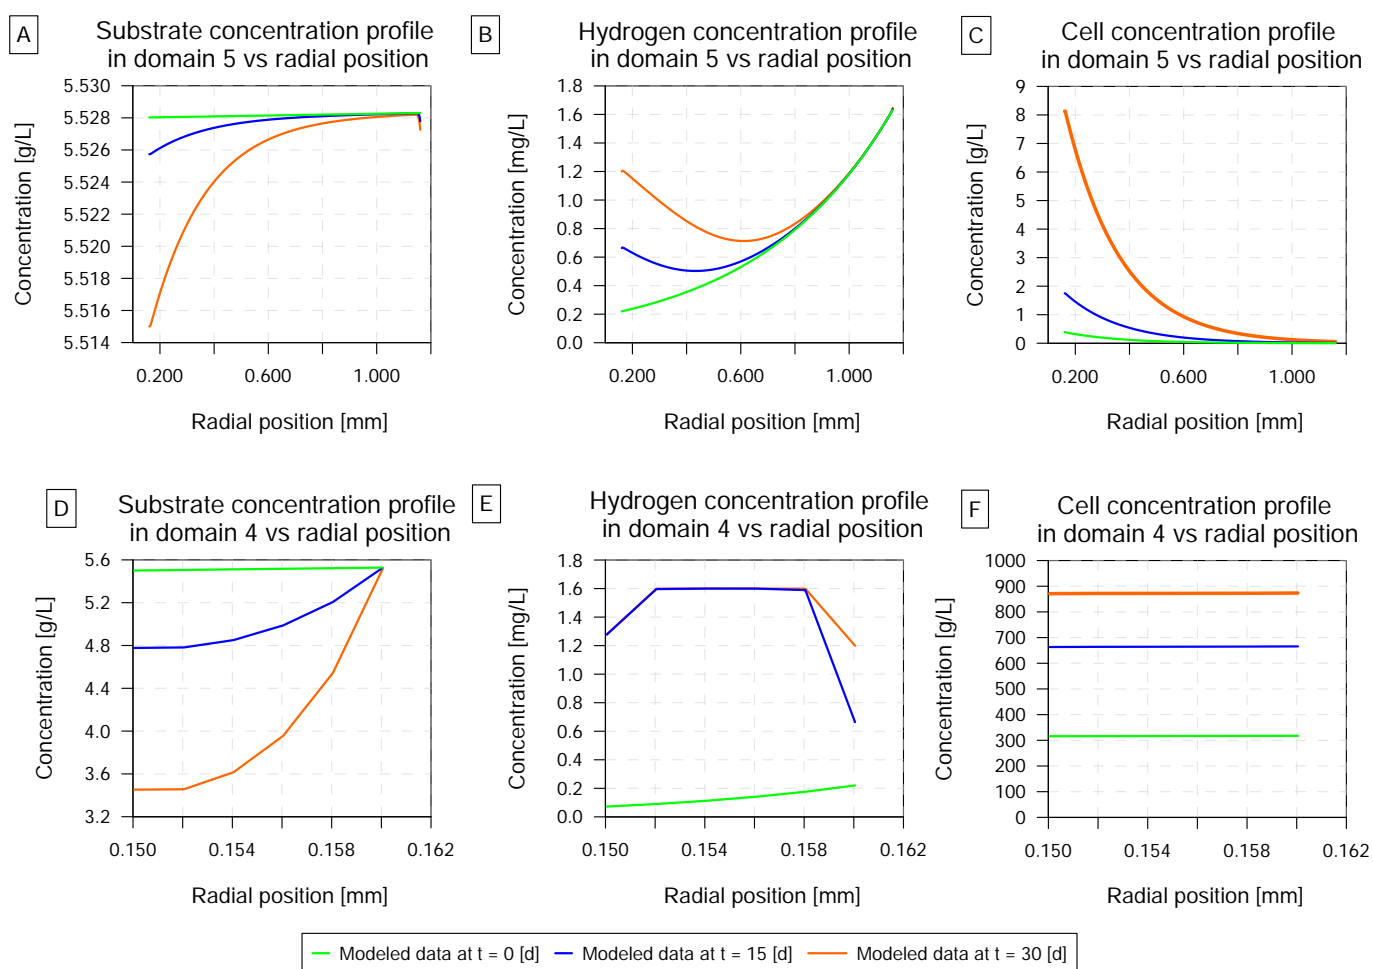 A
Substrate concentration profile
in domain 5 vs radial position
Concentration [g/L]
5.530
5.528
5.526
5.524
5.522
5.520
5.518
5.516
5.514
0.200 0.600 1.000
Radial position [mm]
B
Hydrogen concentration profile
in domain 5 vs radial position
Concentration [mg/L]
1.8
1.6
1.4
1.2
1.0
0.8
0.6
0.4
0.2
0.0
0.200 0.600 1.000
Radial position [mm]
C
Cell concentration profile
in domain 5 vs radial position
Concentration [g/L]
9
8
7
6
5
4
3
2
1
0
0.200 0.600 1.000
Radial position [mm]
D
Substrate concentration profile
in domain 4 vs radial position
Concentration [g/L]
5.6
5.2
4.8
4.4
4.0
3.6
3.2
0.150 0.154 0.158 0.162
Radial position [mm]
E
Hydrogen concentration profile
in domain 4 vs radial position
Concentration [mg/L]
1.8
1.6
1.4
1.2
1.0
0.8
0.6
0.4
0.2
0.0
0.150 0.154 0.158 0.162
Radial position [mm]
F
Cell concentration profile
in domain 4 vs radial position
Concentration [g/L]
1000
900
800
700
600
500
400
300
200
100
0
0.150 0.154 0.158 0.162
Radial position [mm]
Modeled data at t = 0 [d] Modeled data at t = 15 [d] Modeled data at t = 30 [d]